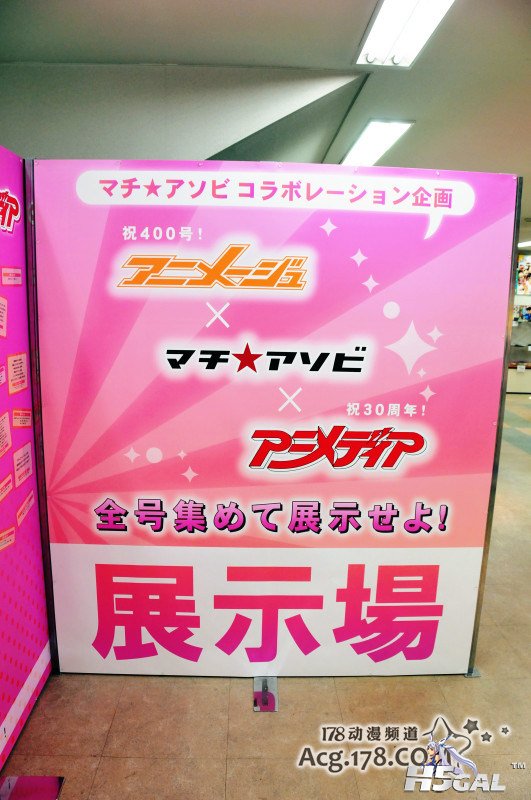 マチ★アソビ コラボレーション企画
祝400号!
アニメージュ
×
マチ★アソビ
×
祝30周年!
アニメディア
全号集めて展示せよ!
展示場
178动漫频道
Acg.178.COM
H5GAL™
ィア